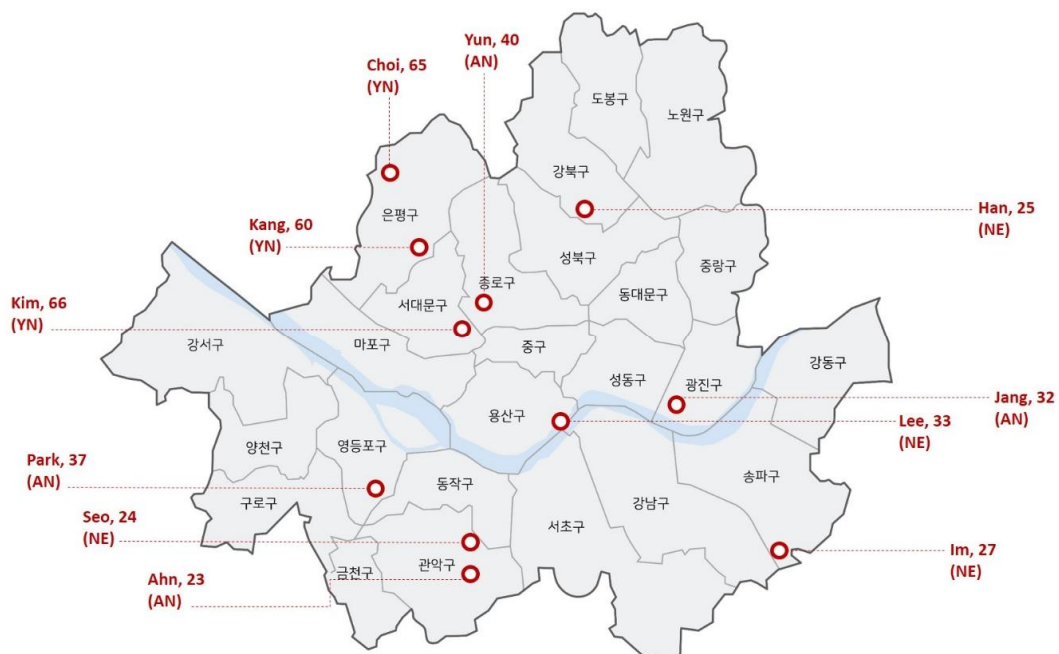 Yun, 40
(AN)
Choi, 65
(YN)
도봉구
노원구
강북구
은평구
Han, 25
(NE)
Kang, 60
(YN)
성북구
중랑구
종로구
동대문구
서대문구
Kim, 66
(YN)
강서구
마포구
중구
강동구
성동구
광진구
Jang, 32
(AN)
용산구
Lee, 33
(NE)
양천구
영등포구
Park, 37
(AN)
동작구
송파구
구로구
강남구
Seo, 24
(NE)
서초구
Im, 27
(NE)
관악구
금천구
Ahn, 23
(AN)